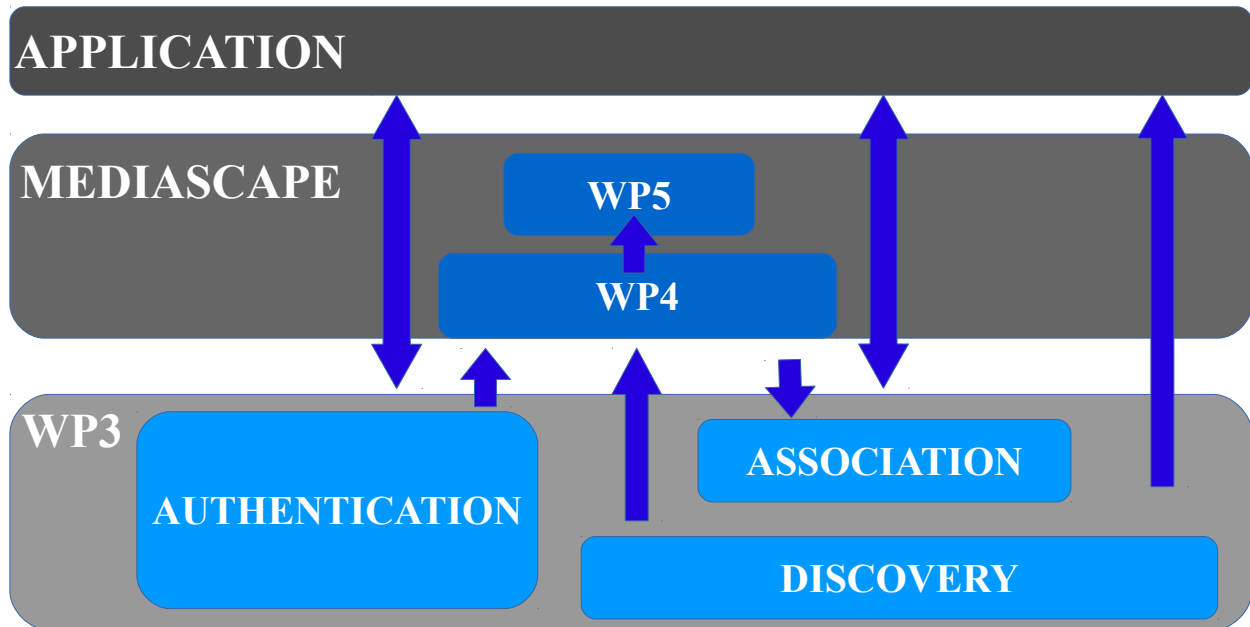 APPLICATION
MEDIASCAPE
WP5
WP4
WP3
ASSOCIATION
AUTHENTICATION
DISCOVERY